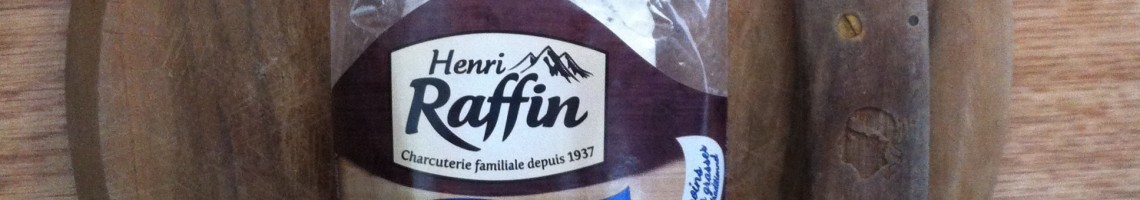 Henri
Raffin
Charcuterie familiale depuis 1937